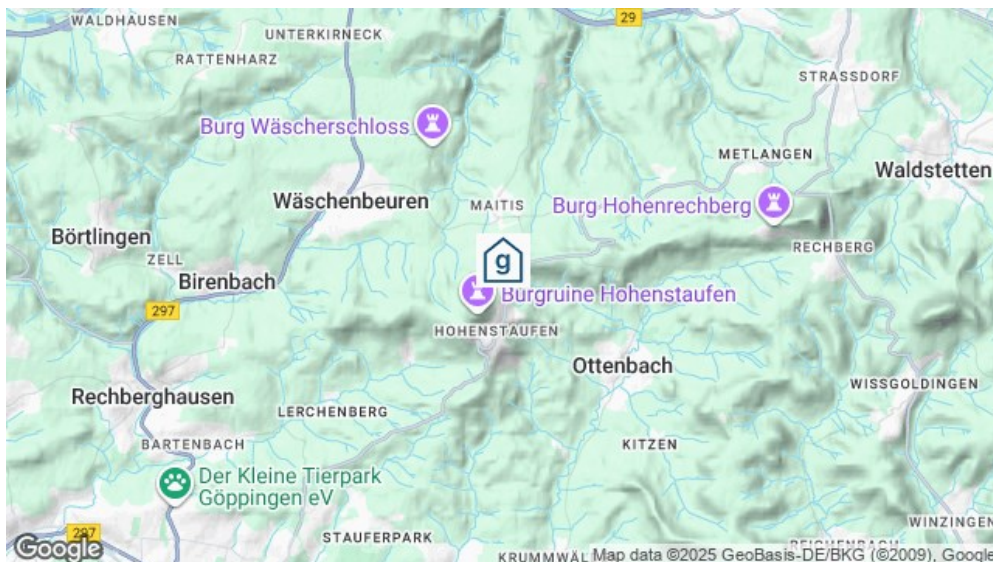 WALDHAUSEN
29
UNTERKIRNECK
RATTENHARZ
STRASSDORF
Burg Wäscherschloss
METLANGEN
Waldstetten
Wäschenbeuren
MAITIS
Burg Hohenrechberg
Börtlingen
RECHBERG
ZELL
g
Birenbach
Burgruine Hohenstaufen
297
HOHENSTAUFEN
Ottenbach
WISSGOLDINGEN
Rechberghausen
LERCHENBERG
BARTENBACH
KITZEN
Der Kleine Tierpark
Göppingen eV
WINZINGEN
297
STAUFERPARK
REICHENBACH
Google
Map data ©2025 GeoBasis-DE/BKG (©2009), Google